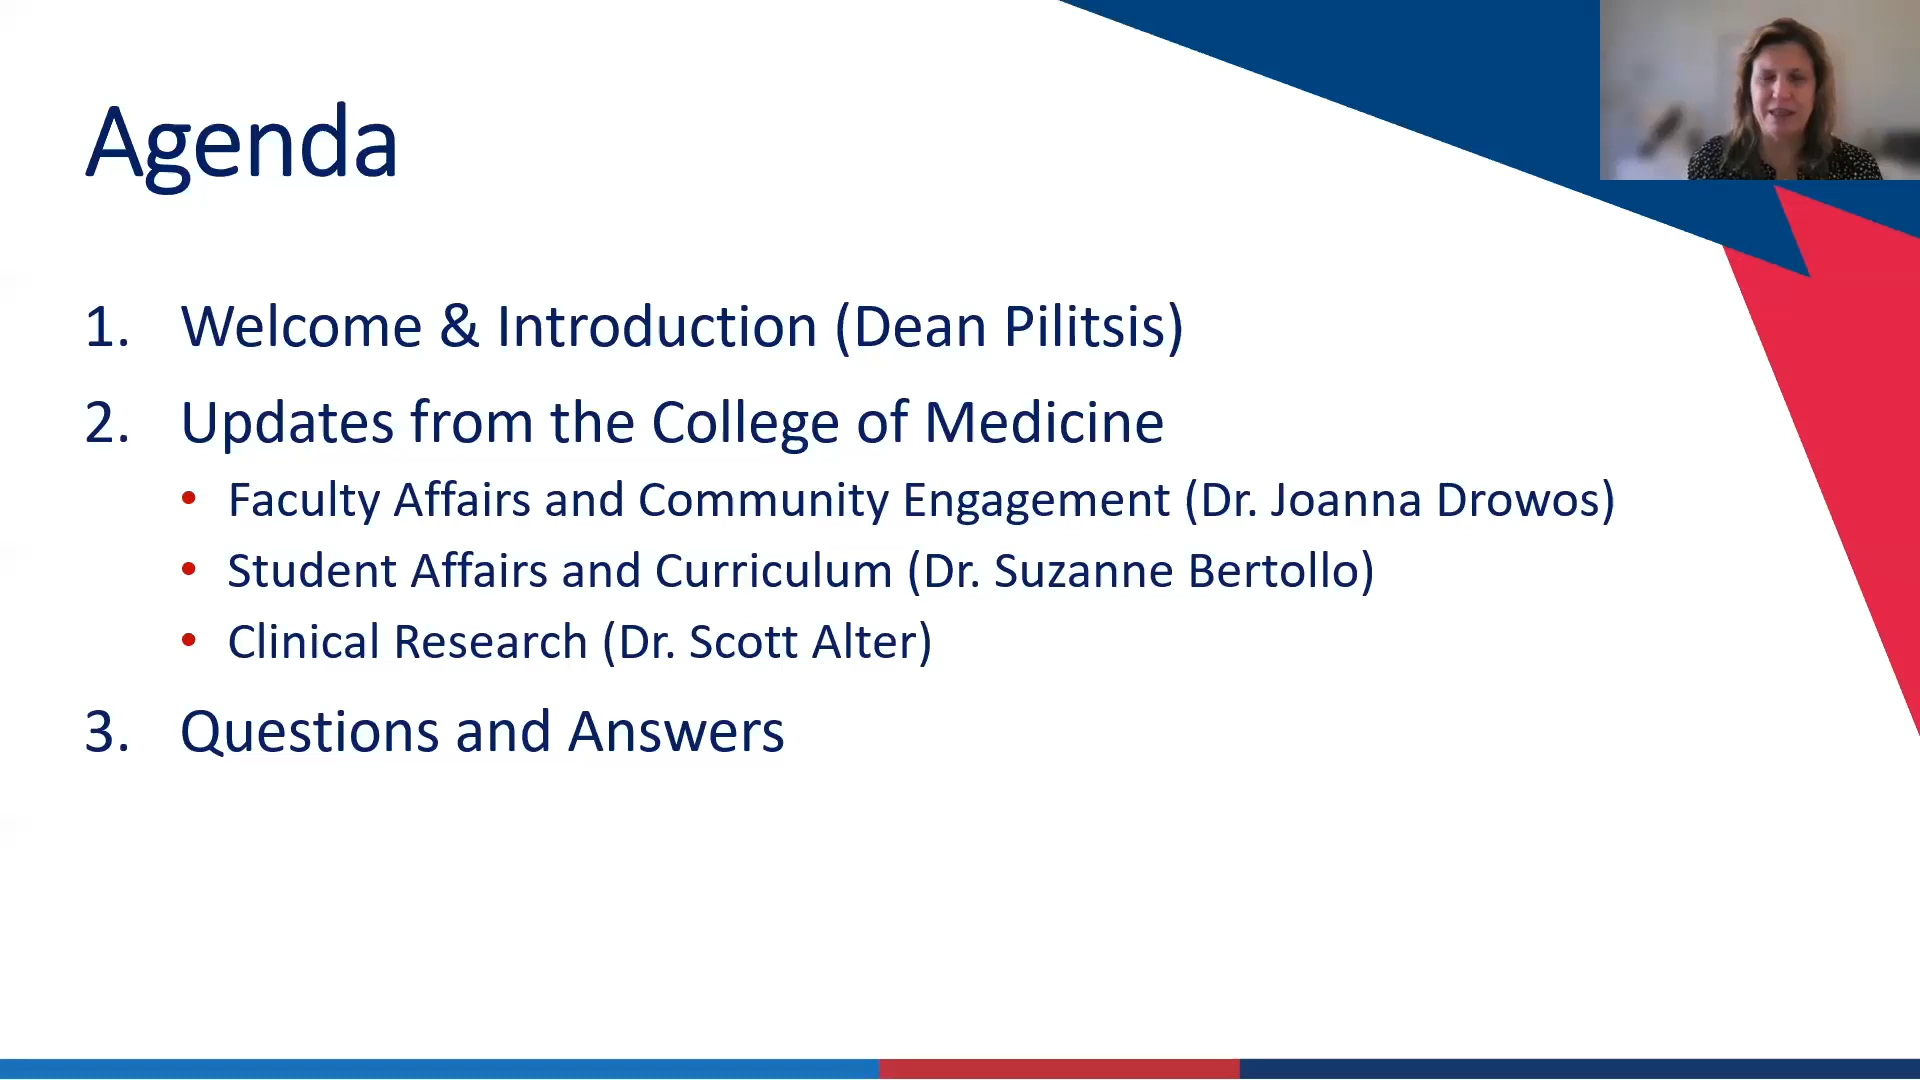 Agenda
1. Welcome & Introduction (Dean Pilitsis)
2. Updates from the College of Medicine
• Faculty Affairs and Community Engagement (Dr. Joanna Drowos)
• Student Affairs and Curriculum (Dr. Suzanne Bertollo)
• Clinical Research (Dr. Scott Alter)
3. Questions and Answers